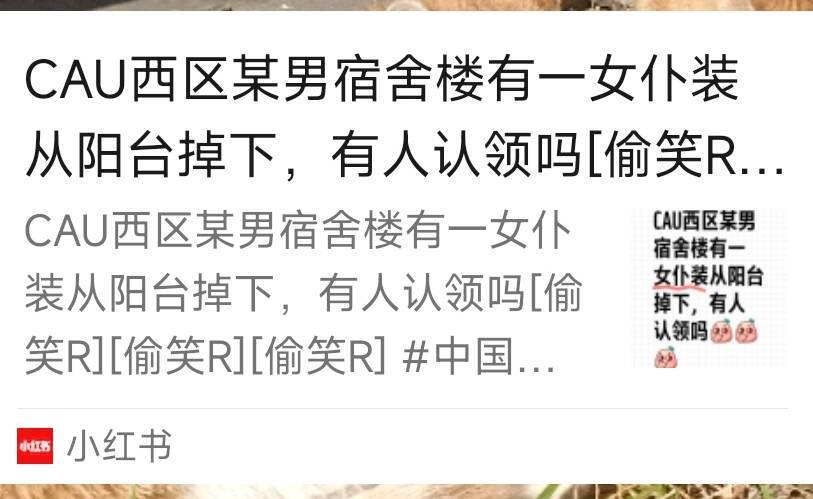 CAU西区某男宿舍楼有一女仆装
从阳台掉下，有人认领吗[偷笑R...
CAU西区某男宿舍楼有一女仆
装从阳台掉下，有人认领吗[偷
笑R][偷笑R][偷笑R] #中国...
CAU西区某男
宿舍楼有一
女仆装从阳台
掉下，有人
认领吗
小红书
小红书